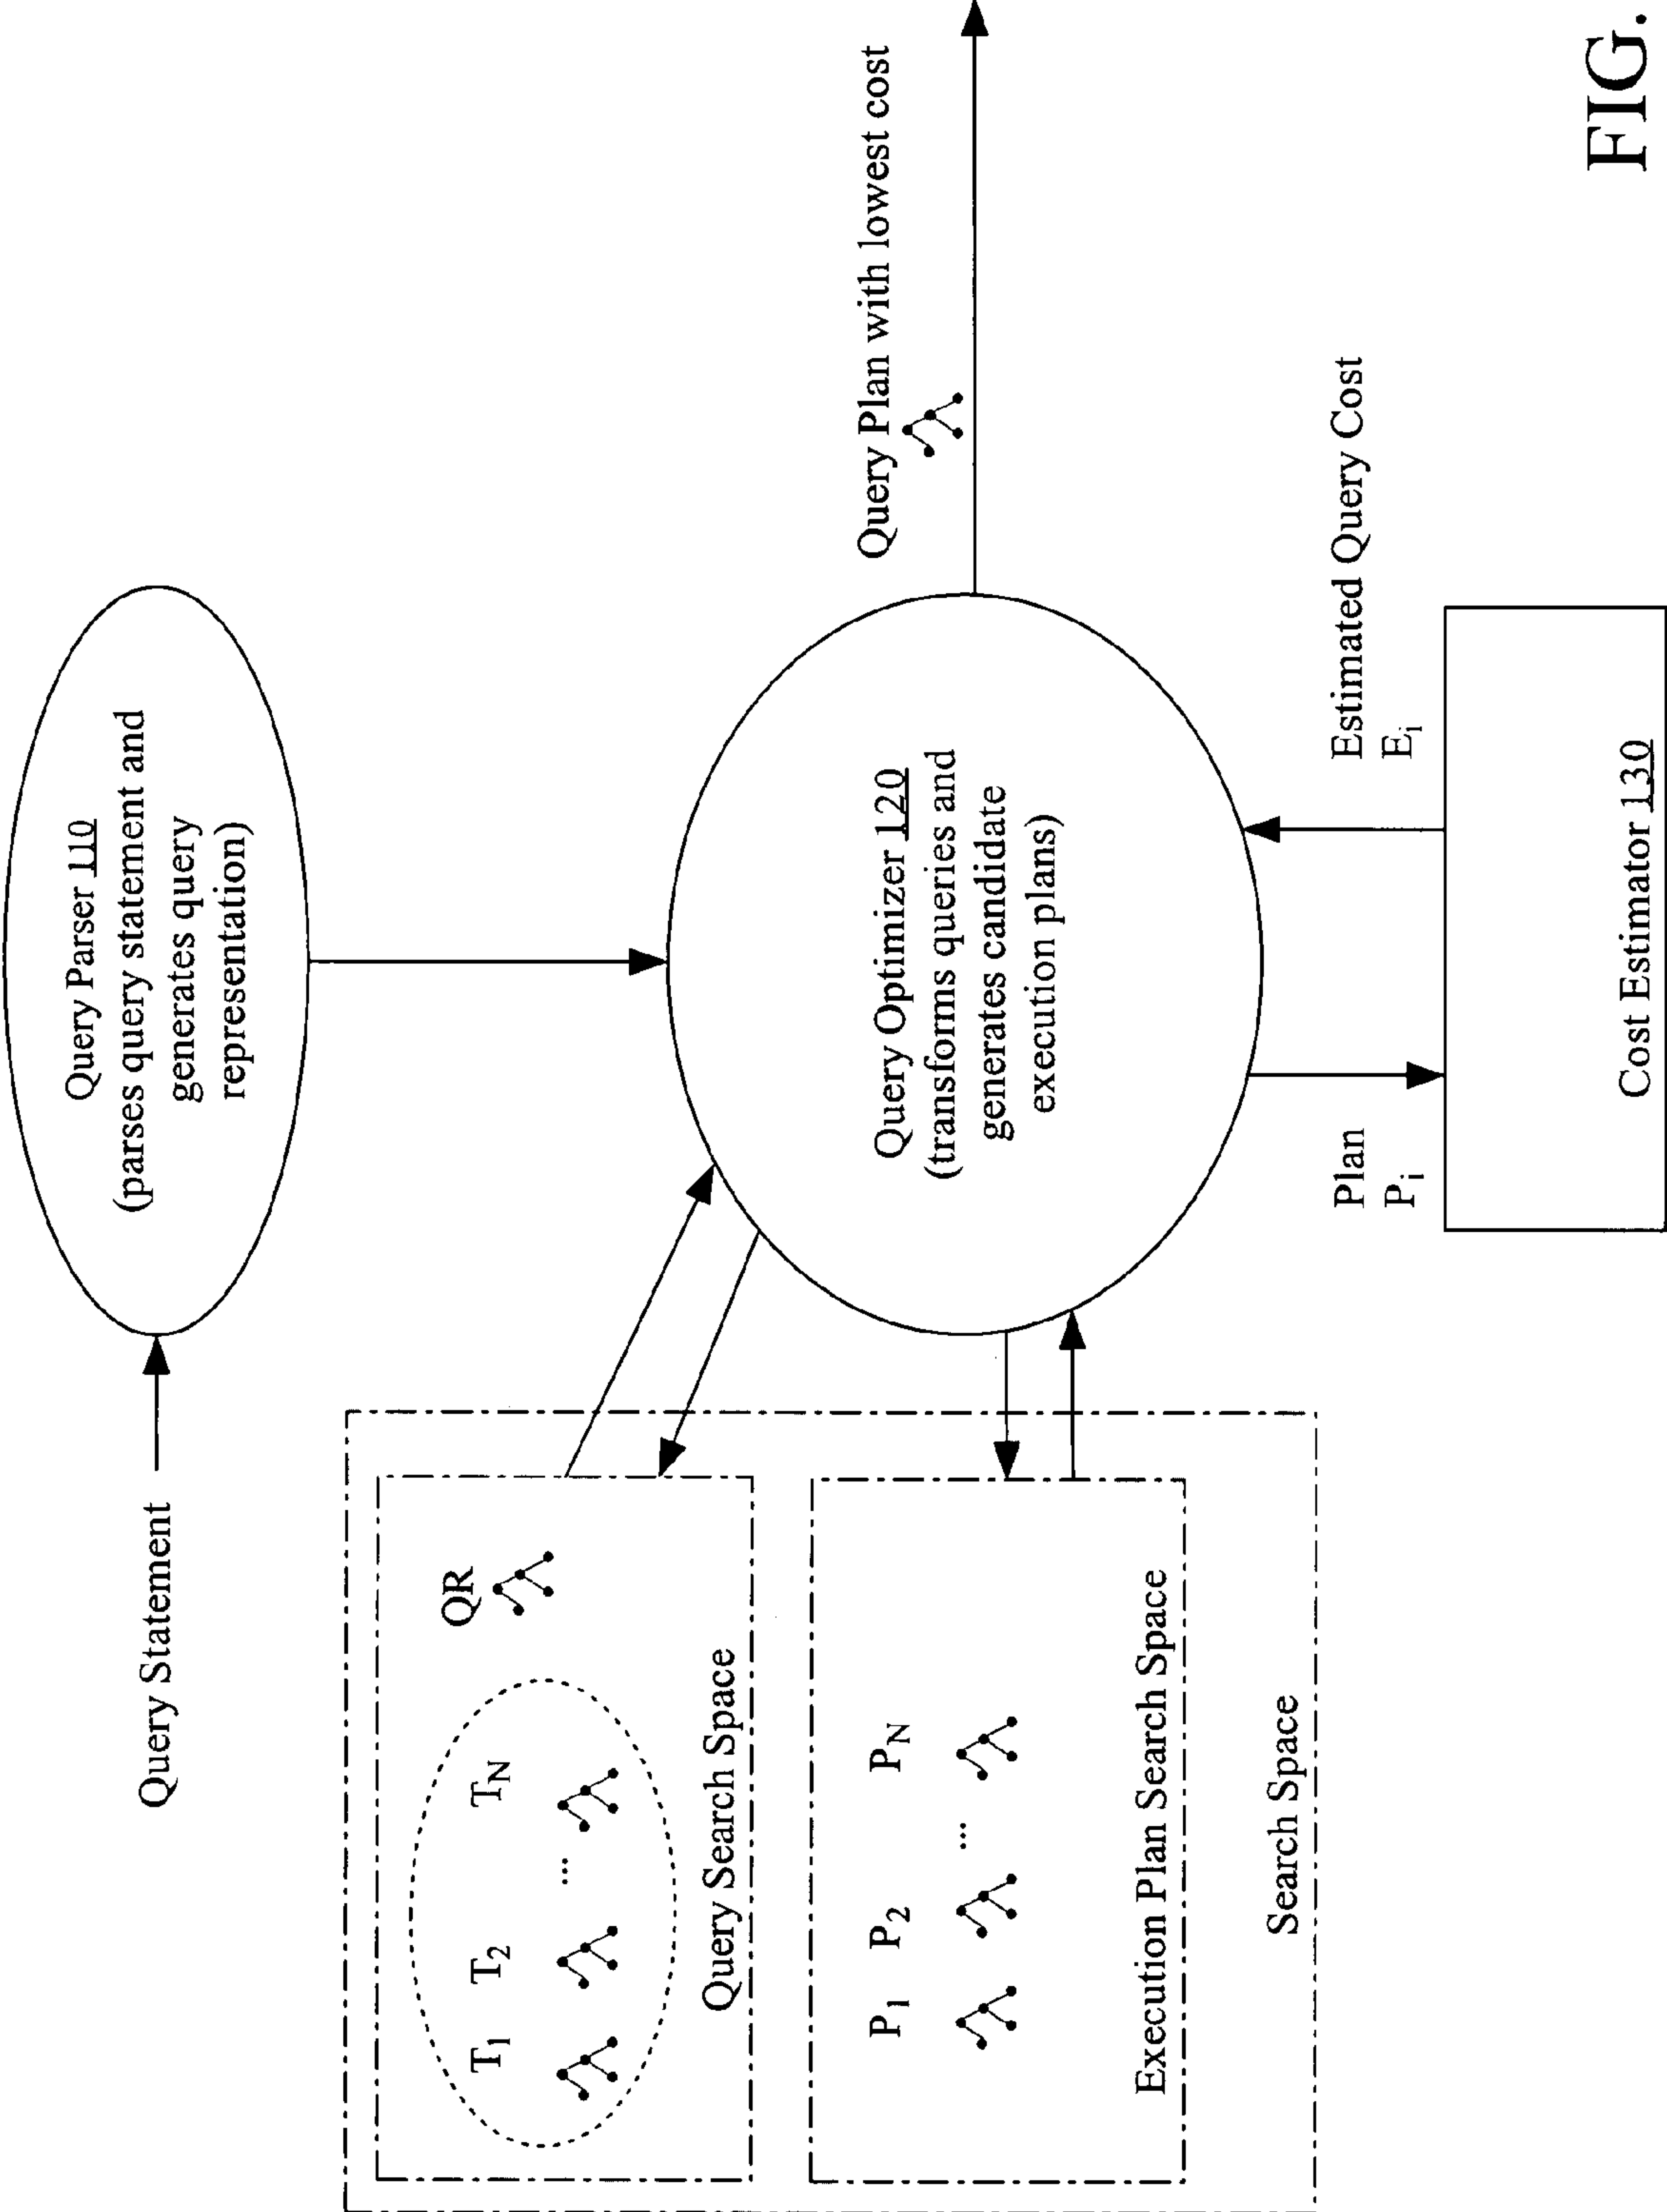 Query Statement
Query Parser 110
(parses query statement and
generates query
representation)
QR
T1 T2 ... TN
Query Search Space
P1 P2 ... PN
Execution Plan Search Space
Search Space
Query Optimizer 120
(transforms queries and
generates candidate
execution plans)
Query Plan with lowest cost
Plan
Pi
Estimated Query Cost
Ei
Cost Estimator 130
FIG.